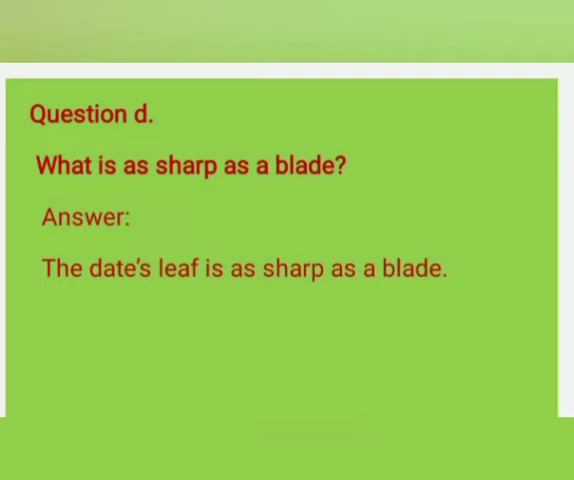 Question d.
What is as sharp as a blade?
Answer:
The date’s leaf is as sharp as a blade.